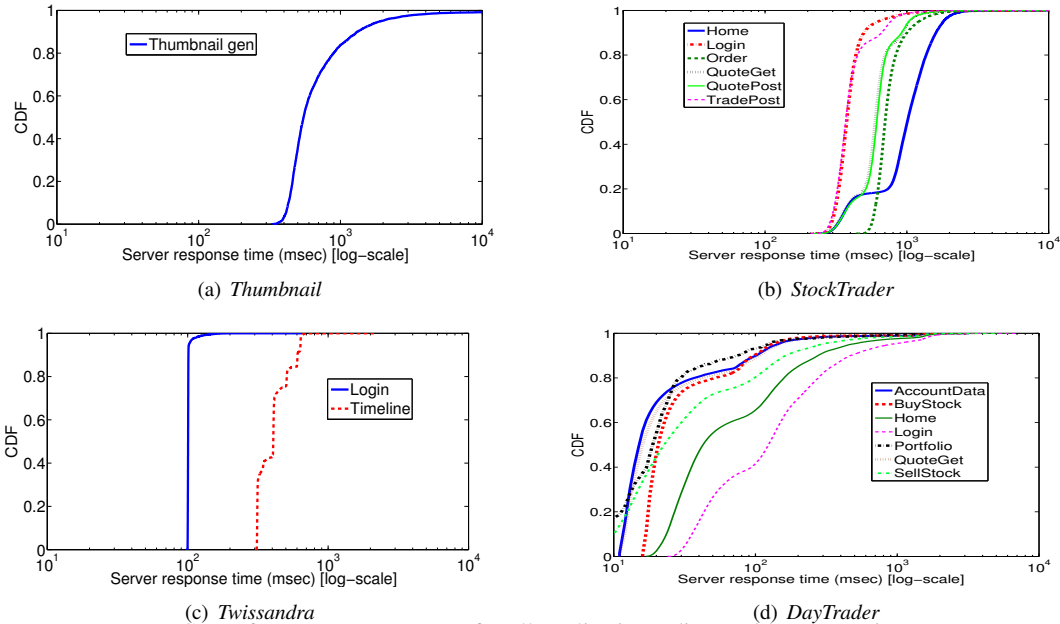 1
0.8
0.6
0.4
0.2
0
CDF
Thumbnail gen
10^1
10^2
10^3
10^4
Server response time (msec) [log-scale]
(a) Thumbnail
1
0.8
0.6
0.4
0.2
0
CDF
Home
Login
Order
QuoteGet
QuotePost
TradePost
10^1
10^2
10^3
10^4
Server response time (msec) [log-scale]
(b) StockTrader
1
0.8
0.6
0.4
0.2
0
CDF
Login
Timeline
10^1
10^2
10^3
10^4
Server response time (msec) [log-scale]
(c) Twissandra
1
0.8
0.6
0.4
0.2
0
CDF
AccountData
BuyStock
Home
Login
Portfolio
QuoteGet
SellStock
10^1
10^2
10^3
10^4
Server response time (msec) [log-scale]
(d) DayTrader